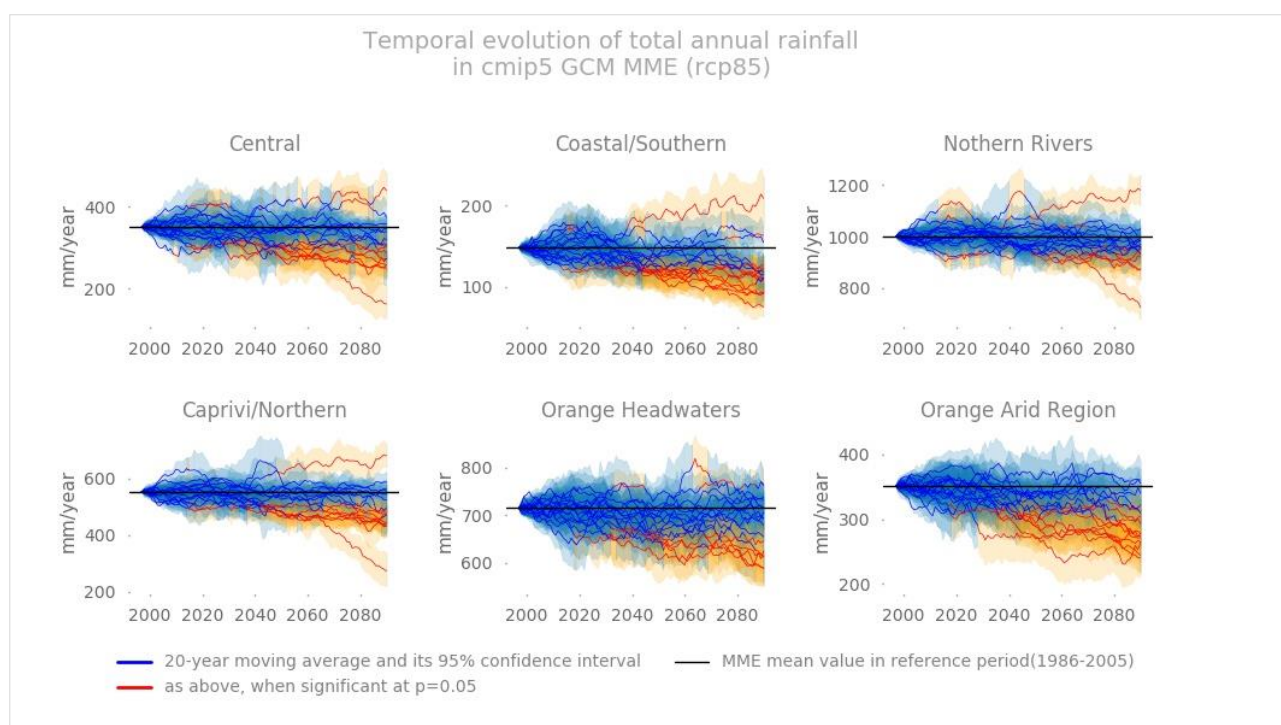 Temporal evolution of total annual rainfall
in cmip5 GCM MME (rcp85)
Central
mm/year
400
200
2000 2020 2040 2060 2080
Coastal/Southern
mm/year
200
100
2000 2020 2040 2060 2080
Nothern Rivers
mm/year
1200
1000
800
2000 2020 2040 2060 2080
Caprivi/Northern
mm/year
600
400
200
2000 2020 2040 2060 2080
Orange Headwaters
mm/year
800
700
600
2000 2020 2040 2060 2080
Orange Arid Region
mm/year
400
300
200
2000 2020 2040 2060 2080
20-year moving average and its 95% confidence interval
MME mean value in reference period(1986-2005)
as above, when significant at p=0.05